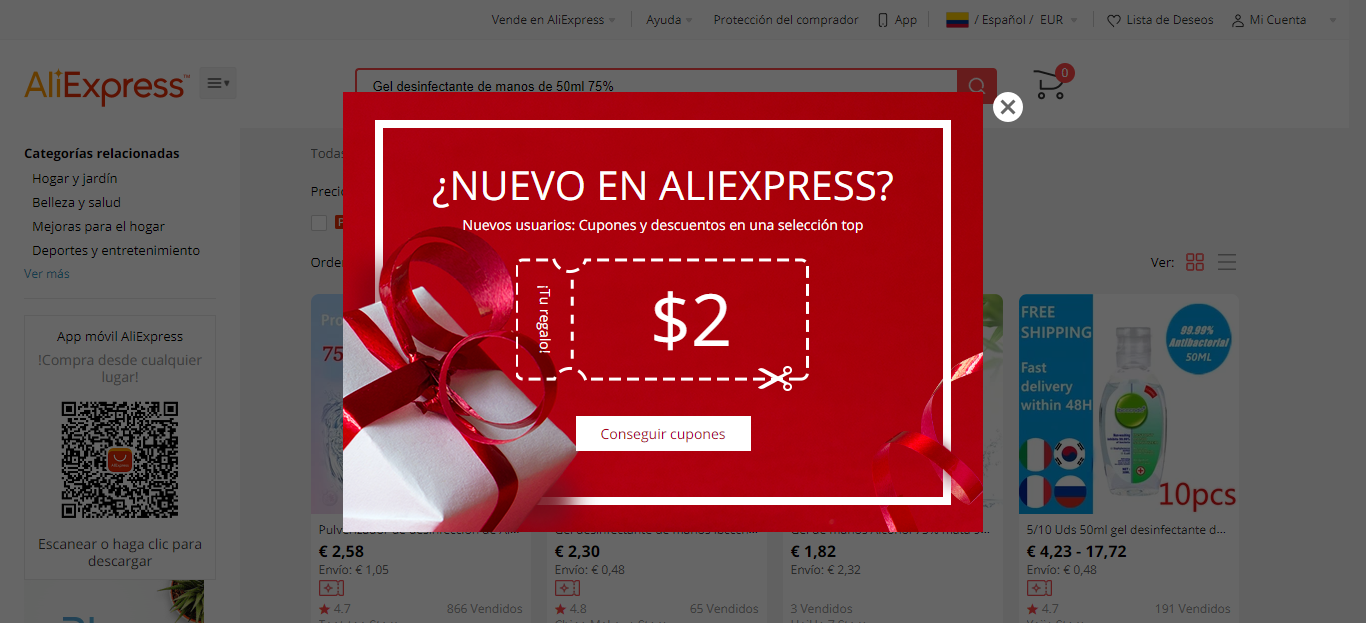 Vende en AliExpress
Ayuda
Protección del comprador
App
/ Español / EUR
Lista de Deseos
Mi Cuenta
AliExpress™
Gel desinfectante de manos de 50ml 75%
0
Categorías relacionadas
Hogar y jardín
Belleza y salud
Mejoras para el hogar
Deportes y entretenimiento
Ver más
App móvil AliExpress
!Compra desde cualquier
lugar!
AliExpress
Escanear o haga clic para
descargar
Todas
Precio
Orde
Ver:
¿NUEVO EN ALIEXPRESS?
Nuevos usuarios: Cupones y descuentos en una selección top
¡Tu regalo!
$2
Conseguir cupones
75
FREE
SHIPPING
Fast
delivery
within 48H
99.99%
Antibacterial
50ML
10pcs
€ 2,58
Envío: € 1,05
4.7
866 Vendidos
€ 2,30
Envío: € 0,48
4.8
65 Vendidos
€ 1,82
Envío: € 2,32
3 Vendidos
5/10 Uds 50ml gel desinfectante d...
€ 4,23 - 17,72
Envío: € 0,48
4.7
191 Vendidos